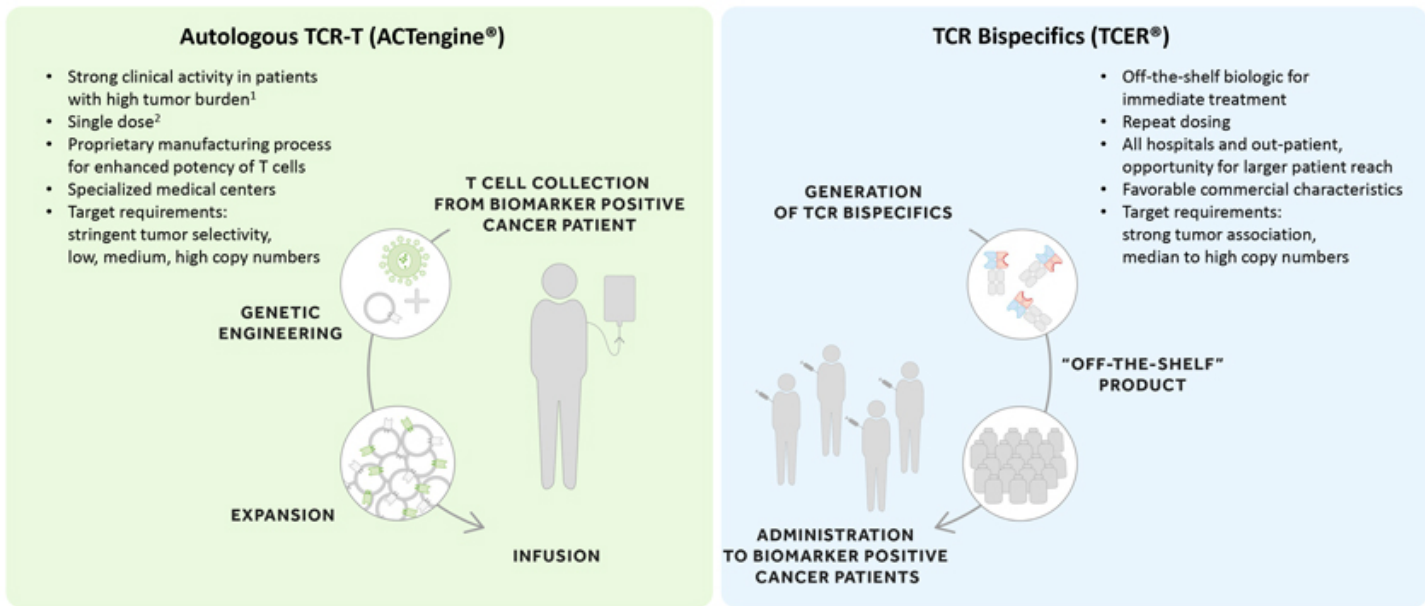 Autologous TCR-T (ACTengine®)
• Strong clinical activity in patients
with high tumor burden¹
• Single dose²
• Proprietary manufacturing process
for enhanced potency of T cells
• Specialized medical centers
• Target requirements:
stringent tumor selectivity,
low, medium, high copy numbers
T CELL COLLECTION
FROM BIOMARKER POSITIVE
CANCER PATIENT
GENETIC
ENGINEERING
EXPANSION
INFUSION
TCR Bispecifics (TCER®)
• Off-the-shelf biologic for
immediate treatment
• Repeat dosing
• All hospitals and out-patient,
opportunity for larger patient reach
• Favorable commercial characteristics
• Target requirements:
strong tumor association,
median to high copy numbers
GENERATION
OF TCR BISPECIFICS
“OFF-THE-SHELF”
PRODUCT
ADMINISTRATION
TO BIOMARKER POSITIVE
CANCER PATIENTS